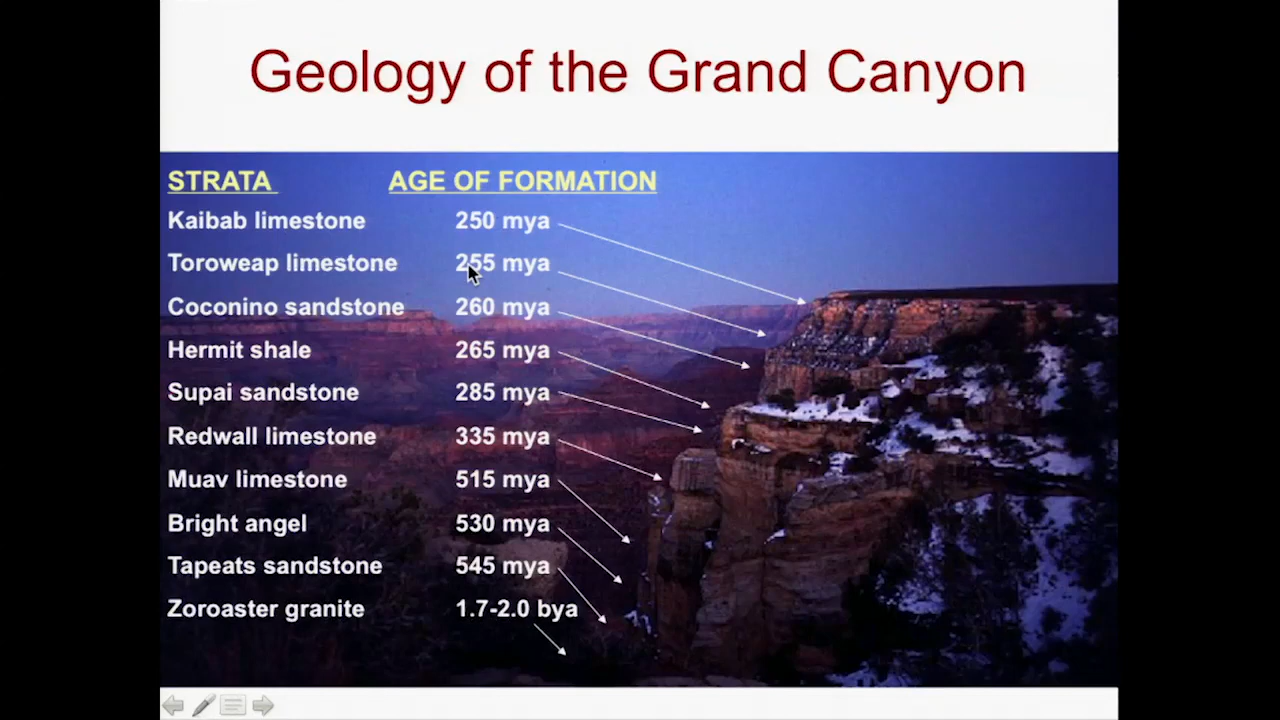 Geology of the Grand Canyon
STRATA AGE OF FORMATION
Kaibab limestone 250 mya
Toroweap limestone 255 mya
Coconino sandstone 260 mya
Hermit shale 265 mya
Supai sandstone 285 mya
Redwall limestone 335 mya
Muav limestone 515 mya
Bright angel 530 mya
Tapeats sandstone 545 mya
Zoroaster granite 1.7-2.0 bya